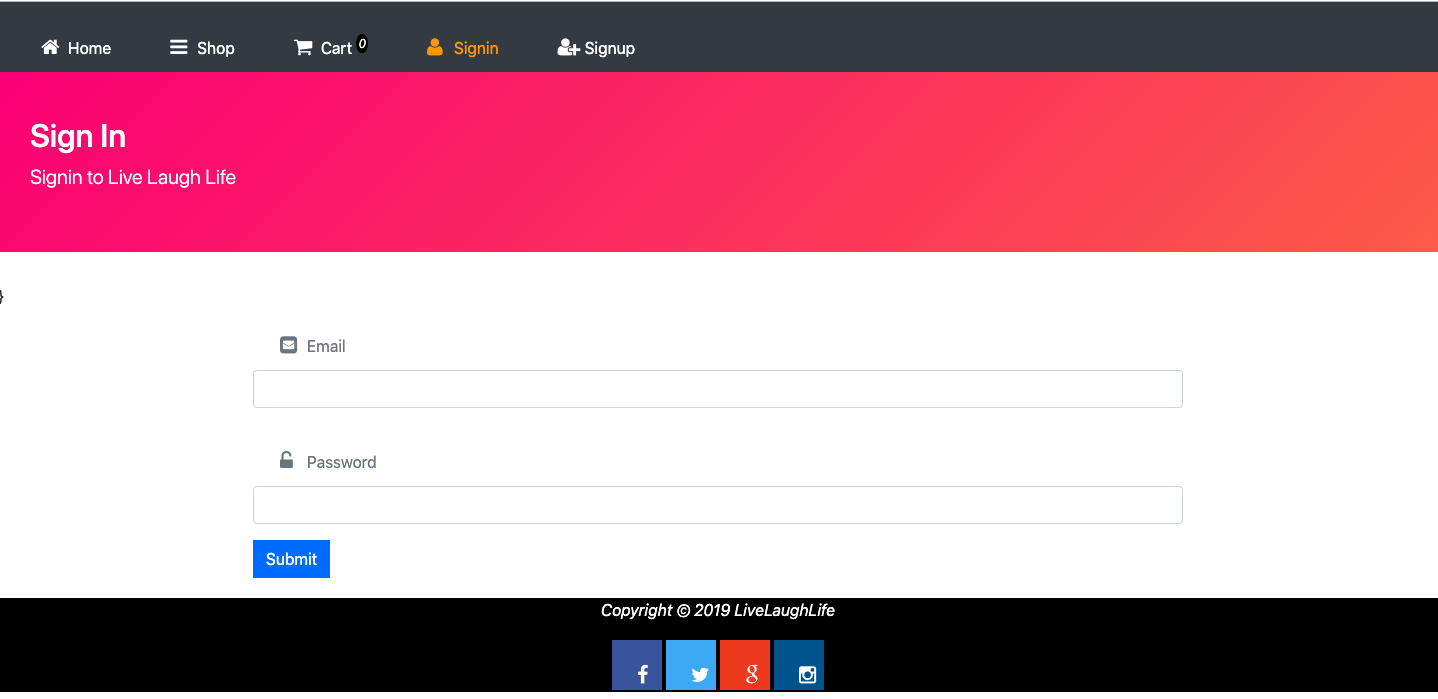 Home Shop Cart 0 Signin Signup
Sign In
Signin to Live Laugh Life
}
Email
Password
Submit
Copyright © 2019 LiveLaughLife